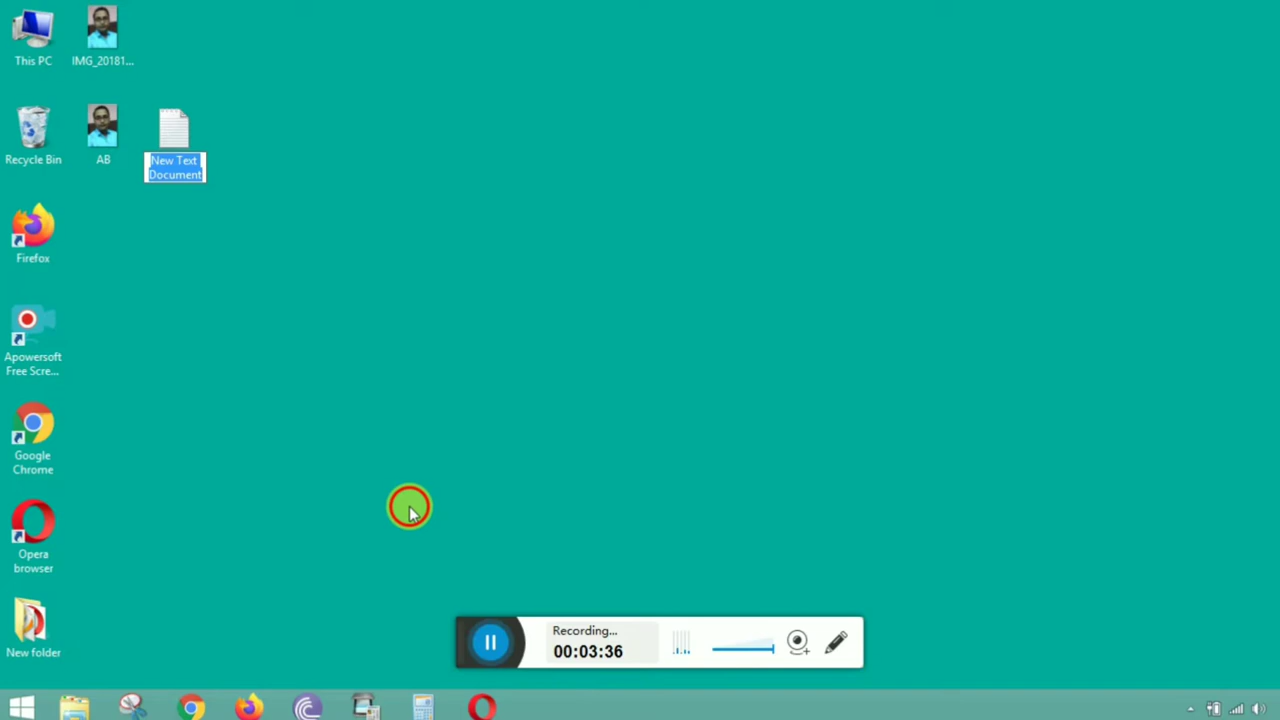 This PC
IMG_20181...
Recycle Bin
AB
New Text
Document
Firefox
Apowersoft
Free Scre...
Google
Chrome
Opera
browser
New folder
Recording...
00:03:36